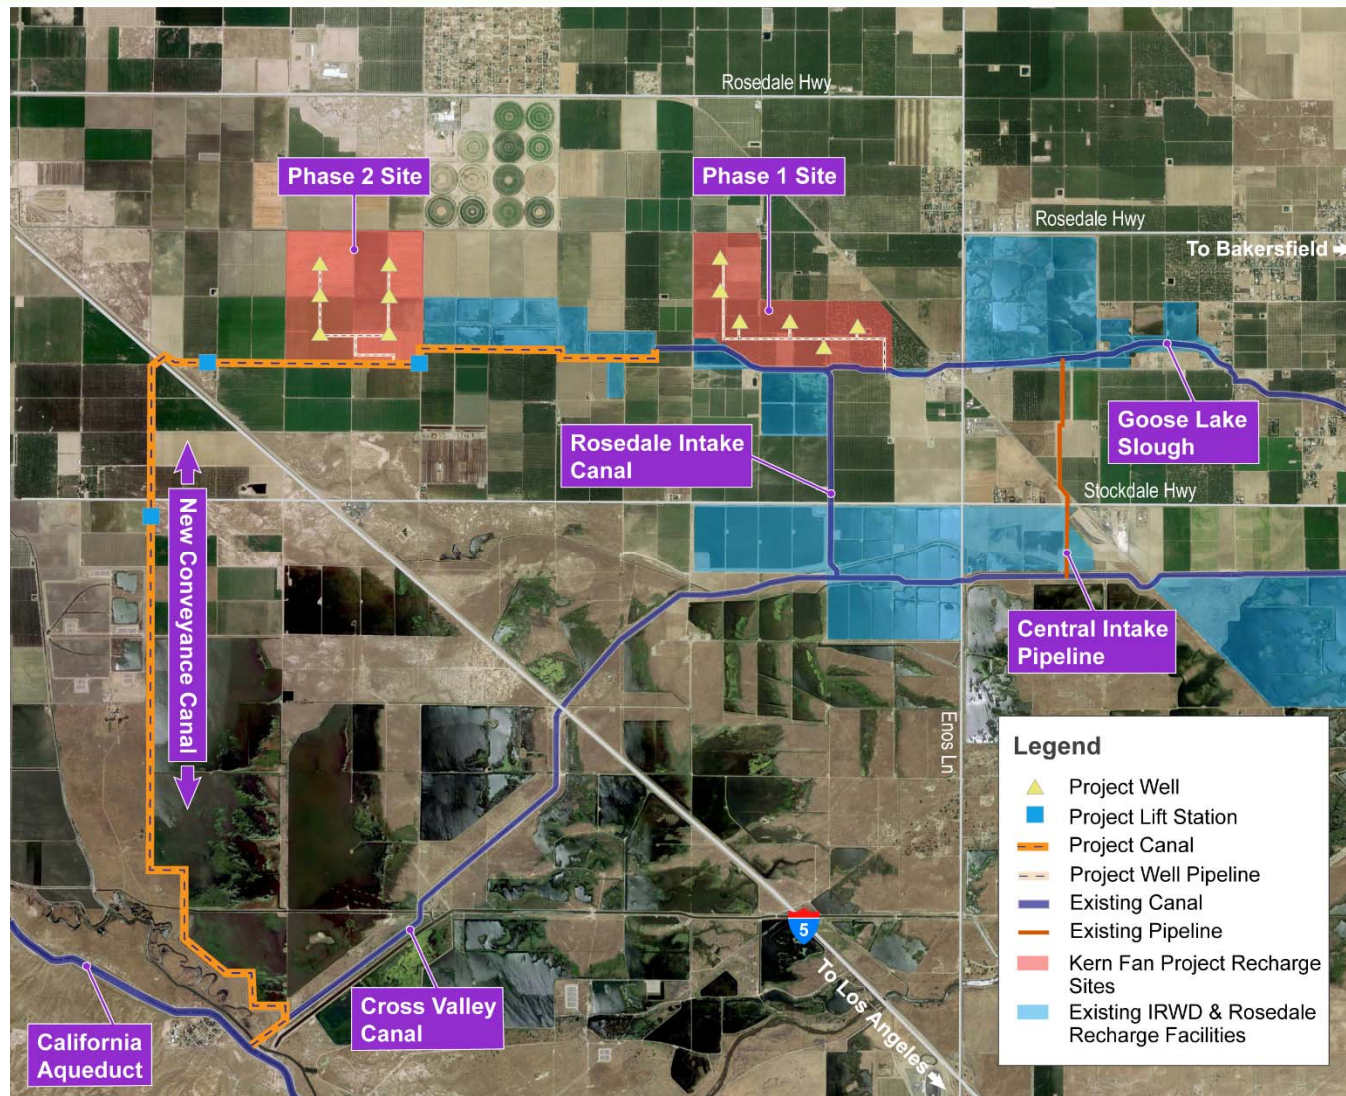 Rosedale Hwy
Phase 2 Site
Phase 1 Site
Rosedale Hwy
To Bakersfield
Goose Lake
Slough
Rosedale Intake
Canal
Stockdale Hwy
New Conveyance Canal
Central Intake
Pipeline
Enos Ln
Legend
Project Well
Project Lift Station
Project Canal
Project Well Pipeline
Existing Canal
Existing Pipeline
Kern Fan Project Recharge
Sites
Existing IRWD & Rosedale
Recharge Facilities
5
To Los Angeles
Cross Valley
Canal
California
Aqueduct